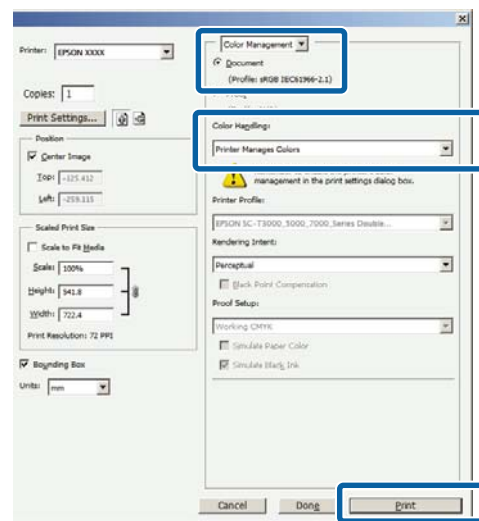 Printer: EPSON XXXX
Copies: 1
Print Settings...
Position
Center Image
Top: -125.412
Left: -259.115
Scaled Print Size
Scale to Fit Media
Scale: 100%
Height: 541.8
Width: 722.4
Print Resolution: 72 PPI
Bounding Box
Units: mm
Color Management
Document
(Profile: sRGB IEC61966-2.1)
Color Handling:
Printer Manages Colors
management in the print settings dialog box.
Printer Profile:
EPSON SC-T3000_5000_7000_Series Double...
Rendering Intent:
Perceptual
Black Point Compensation
Proof Setup:
Working CMYK
Simulate Paper Color
Simulate Black Ink
Cancel
Done
Print